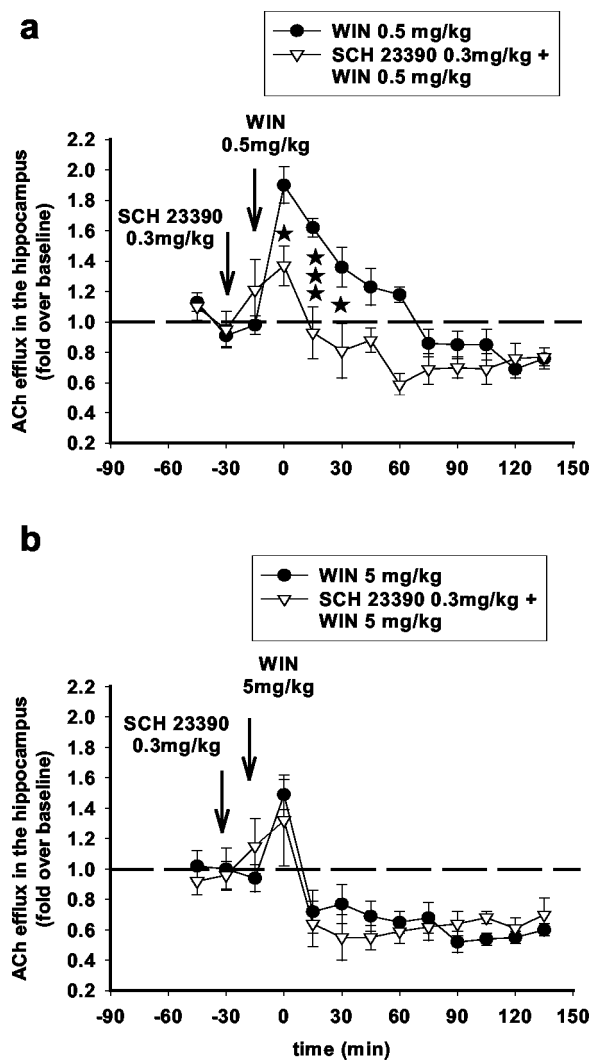 a
WIN 0.5 mg/kg
SCH 23390 0.3mg/kg +
WIN 0.5 mg/kg
WIN
0.5mg/kg
SCH 23390
0.3mg/kg
ACh efflux in the hippocampus
(fold over baseline)
2.2
2.0
1.8
1.6
1.4
1.2
1.0
0.8
0.6
0.4
0.2
-90 -60 -30 0 30 60 90 120 150
b
WIN 5 mg/kg
SCH 23390 0.3mg/kg +
WIN 5 mg/kg
WIN
5mg/kg
SCH 23390
0.3mg/kg
ACh efflux in the hippocampus
(fold over baseline)
2.2
2.0
1.8
1.6
1.4
1.2
1.0
0.8
0.6
0.4
0.2
-90 -60 -30 0 30 60 90 120 150
time (min)